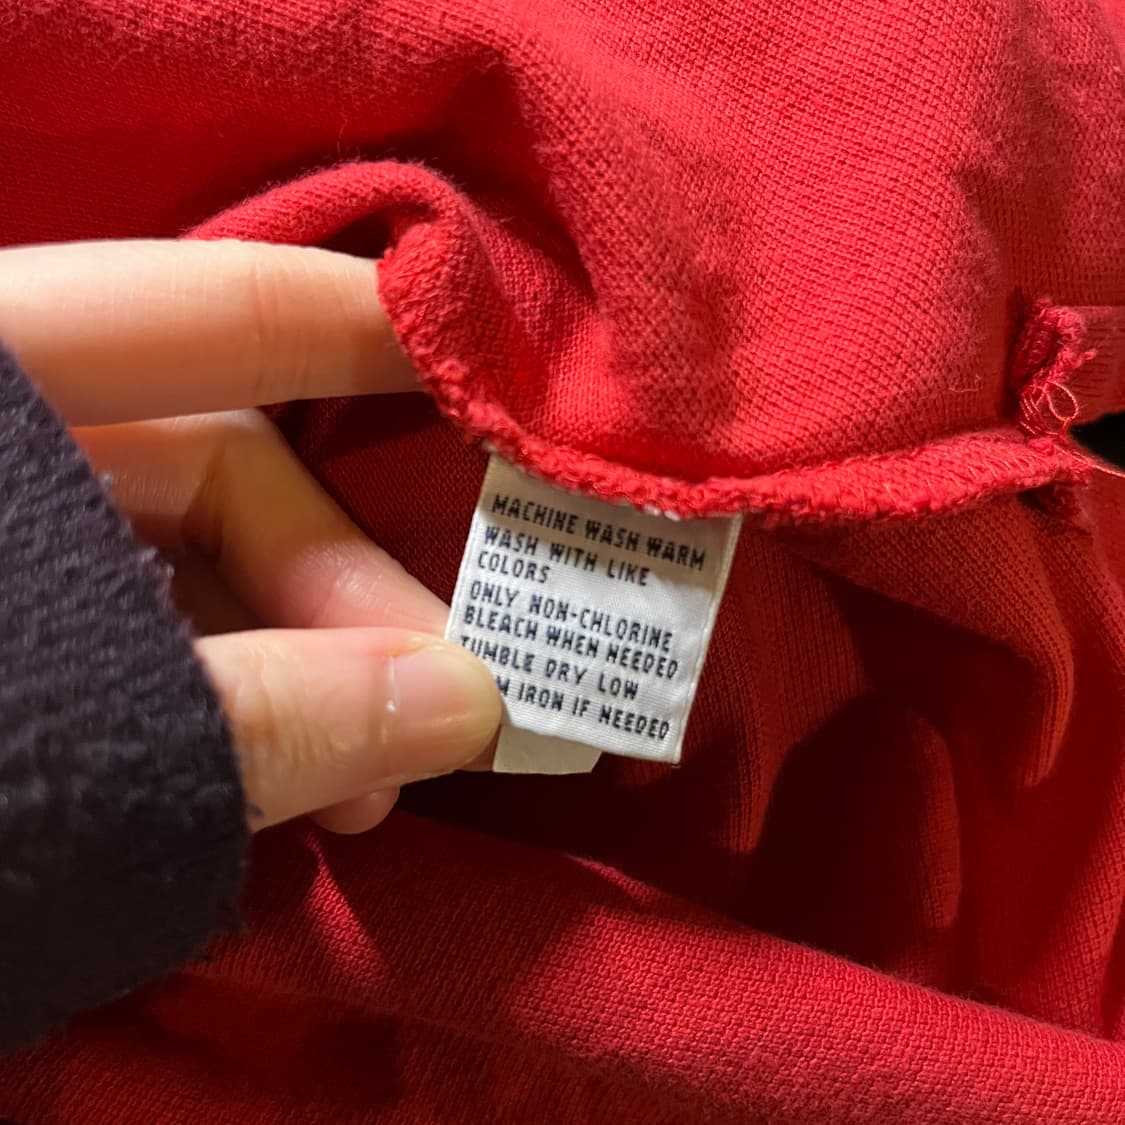 MACHINE WASH WARM
WASH WITH LIKE
COLORS
ONLY NON-CHLORINE
BLEACH WHEN NEEDED
TUMBLE DRY LOW
IRON IF NEEDED